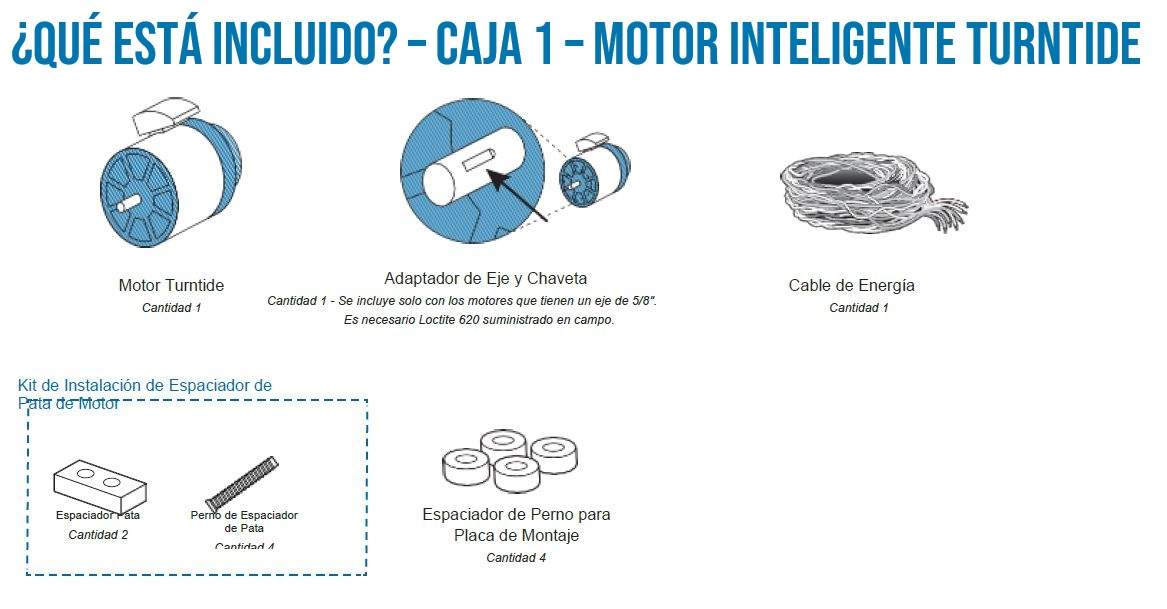 ¿QUÉ ESTÁ INCLUIDO? – CAJA 1 – MOTOR INTELIGENTE TURNTIDE
Motor Turntide
Cantidad 1
Adaptador de Eje y Chaveta
Cantidad 1 - Se incluye solo con los motores que tienen un eje de 5/8".
Es necesario Loctite 620 suministrado en campo.
Cable de Energía
Cantidad 1
Kit de Instalación de Espaciador de
Pata de Motor
Espaciador Pata
Cantidad 2
Perno de Espaciador
de Pata
Cantidad 4
Espaciador de Perno para
Placa de Montaje
Cantidad 4